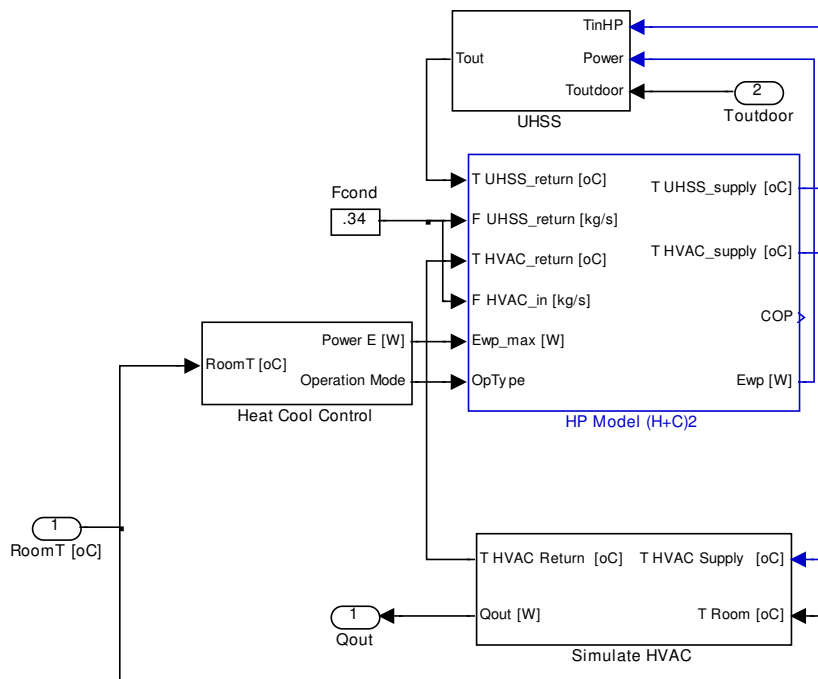 TinHP
Tout
Power
Toutdoor
2
UHSS
Toutdoor
T UHSS_return [oC]
T UHSS_supply [oC]
Fcond
.34
F UHSS_return [kg/s]
T HVAC_return [oC]
T HVAC_supply [oC]
F HVAC_in [kg/s]
COP
Power E [W]
Ewp_max [W]
RoomT [oC]
Operation Mode
OpType
Ewp [W]
Heat Cool Control
HP Model (H+C)2
1
RoomT [oC]
T HVAC Return [oC]
T HVAC Supply [oC]
1
Qout [W]
T Room [oC]
Qout
Simulate HVAC